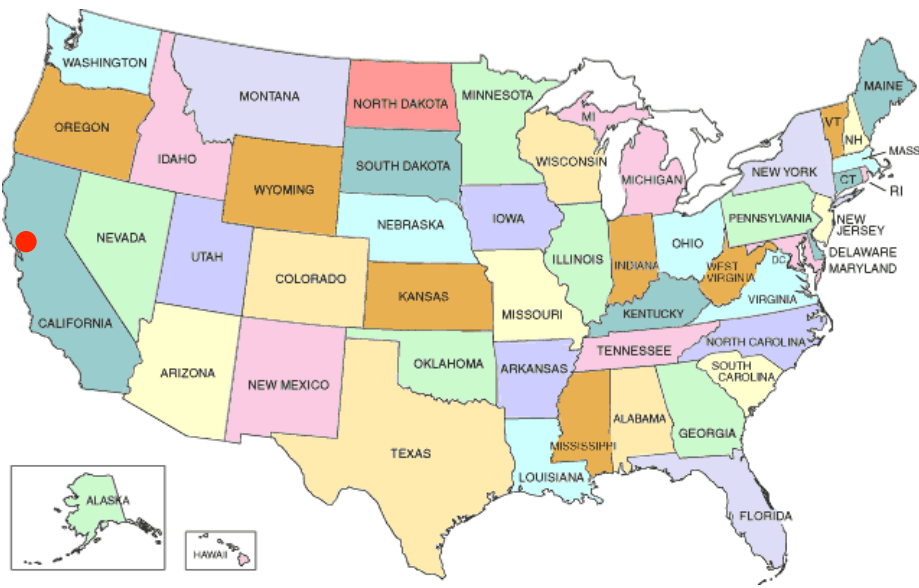 WASHINGTON
MONTANA
NORTH DAKOTA
MINNESOTA
MAINE
OREGON
IDAHO
SOUTH DAKOTA
WISCONSIN
MI
MICHIGAN
VT
NH
MASS
NEW YORK
CT
RI
WYOMING
NEBRASKA
IOWA
PENNSYLVANIA
NEW
JERSEY
NEVADA
UTAH
COLORADO
KANSAS
ILLINOIS
INDIANA
OHIO
WEST
VIRGINIA
DC
DELAWARE
MARYLAND
CALIFORNIA
MISSOURI
KENTUCKY
VIRGINIA
ARIZONA
NEW MEXICO
OKLAHOMA
ARKANSAS
TENNESSEE
NORTH CAROLINA
SOUTH
CAROLINA
TEXAS
LOUISIANA
MISSISSIPPI
ALABAMA
GEORGIA
FLORIDA
ALASKA
HAWAII